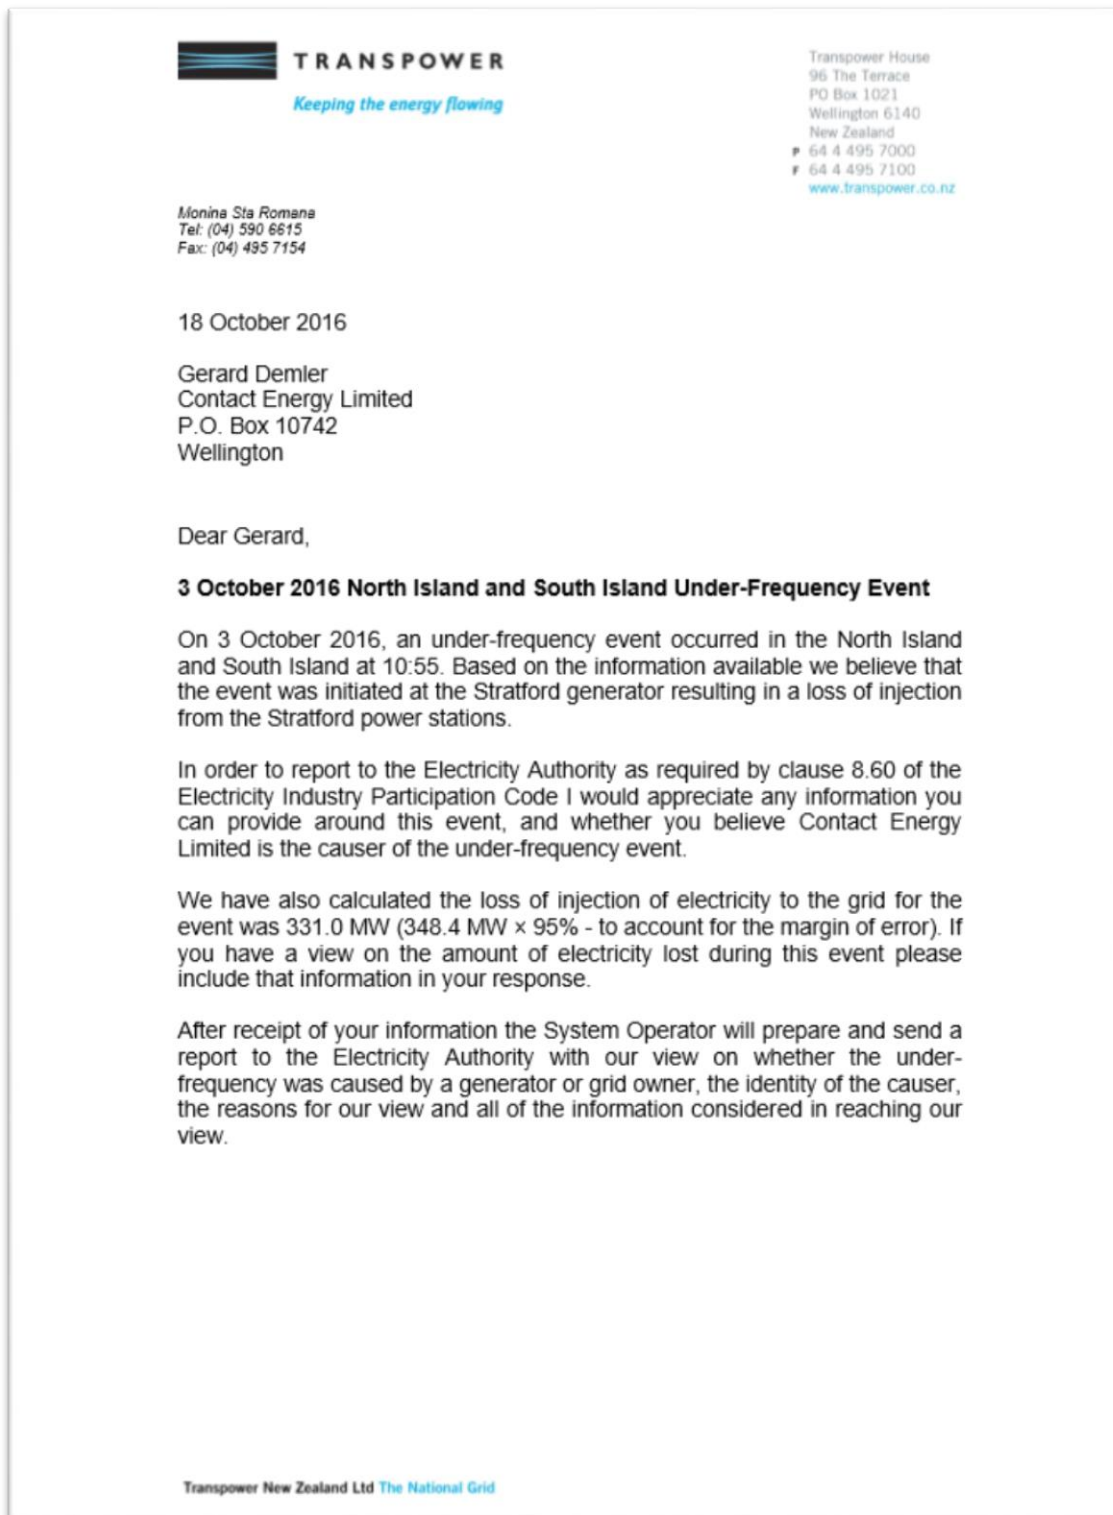 TRANSPOWER
Keeping the energy flowing
Transpower House
96 The Terrace
PO Box 1021
Wellington 6140
New Zealand
P 64 4 495 7000
F 64 4 495 7100
www.transpower.co.nz
Monina Sta Romana
Tel: (04) 590 6615
Fax: (04) 495 7154
18 October 2016
Gerard Demler
Contact Energy Limited
P.O. Box 10742
Wellington
Dear Gerard,
3 October 2016 North Island and South Island Under-Frequency Event
On 3 October 2016, an under-frequency event occurred in the North Island
and South Island at 10:55. Based on the information available we believe that
the event was initiated at the Stratford generator resulting in a loss of injection
from the Stratford power stations.
In order to report to the Electricity Authority as required by clause 8.60 of the
Electricity Industry Participation Code I would appreciate any information you
can provide around this event, and whether you believe Contact Energy
Limited is the causer of the under-frequency event.
We have also calculated the loss of injection of electricity to the grid for the
event was 331.0 MW (348.4 MW × 95% - to account for the margin of error). If
you have a view on the amount of electricity lost during this event please
include that information in your response.
After receipt of your information the System Operator will prepare and send a
report to the Electricity Authority with our view on whether the under-
frequency was caused by a generator or grid owner, the identity of the causer,
the reasons for our view and all of the information considered in reaching our
view.
Transpower New Zealand Ltd The National Grid